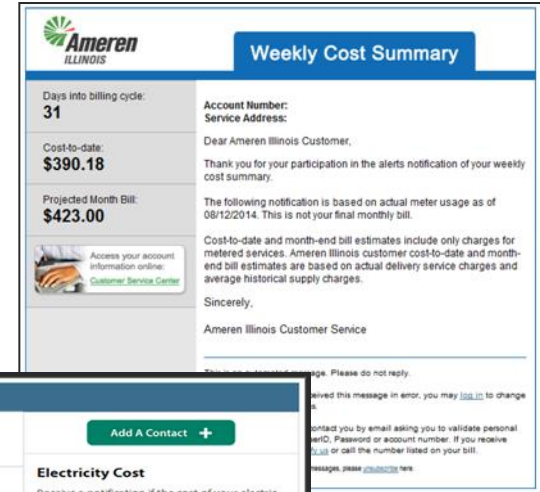 Ameren
ILLINOIS
Weekly Cost Summary
Days into billing cycle:
31
Cost-to-date:
$390.18
Projected Month Bill:
$423.00
Access your account
information online:
Customer Service Center
Account Number:
Service Address:
Dear Ameren Illinois Customer,
Thank you for your participation in the alerts notification of your weekly
cost summary.
The following notification is based on actual meter usage as of
08/12/2014. This is not your final monthly bill.
Cost-to-date and month-end bill estimates include only charges for
metered services. Ameren Illinois customer cost-to-date and month-
end bill estimates are based on actual delivery service charges and
average historical supply charges.
Sincerely,
Ameren Illinois Customer Service
message. Please do not reply.
received this message in error, you may log in to change
contact you by email asking you to validate personal
userID, Password or account number. If you receive
or call the number listed on your bill.
messages, please unsubscribe here.
Add A Contact +
Electricity Cost